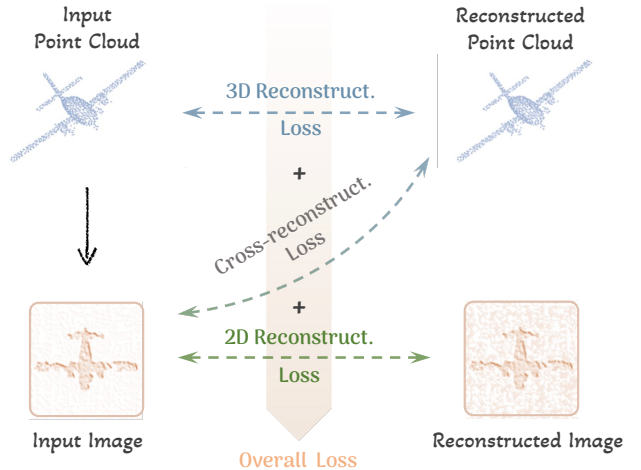 Input
Point Cloud
Reconstructed
Point Cloud
3D Reconstruct.
Loss
+
Cross-reconstruct.
Loss
+
2D Reconstruct.
Loss
Input Image
Reconstructed Image
Overall Loss